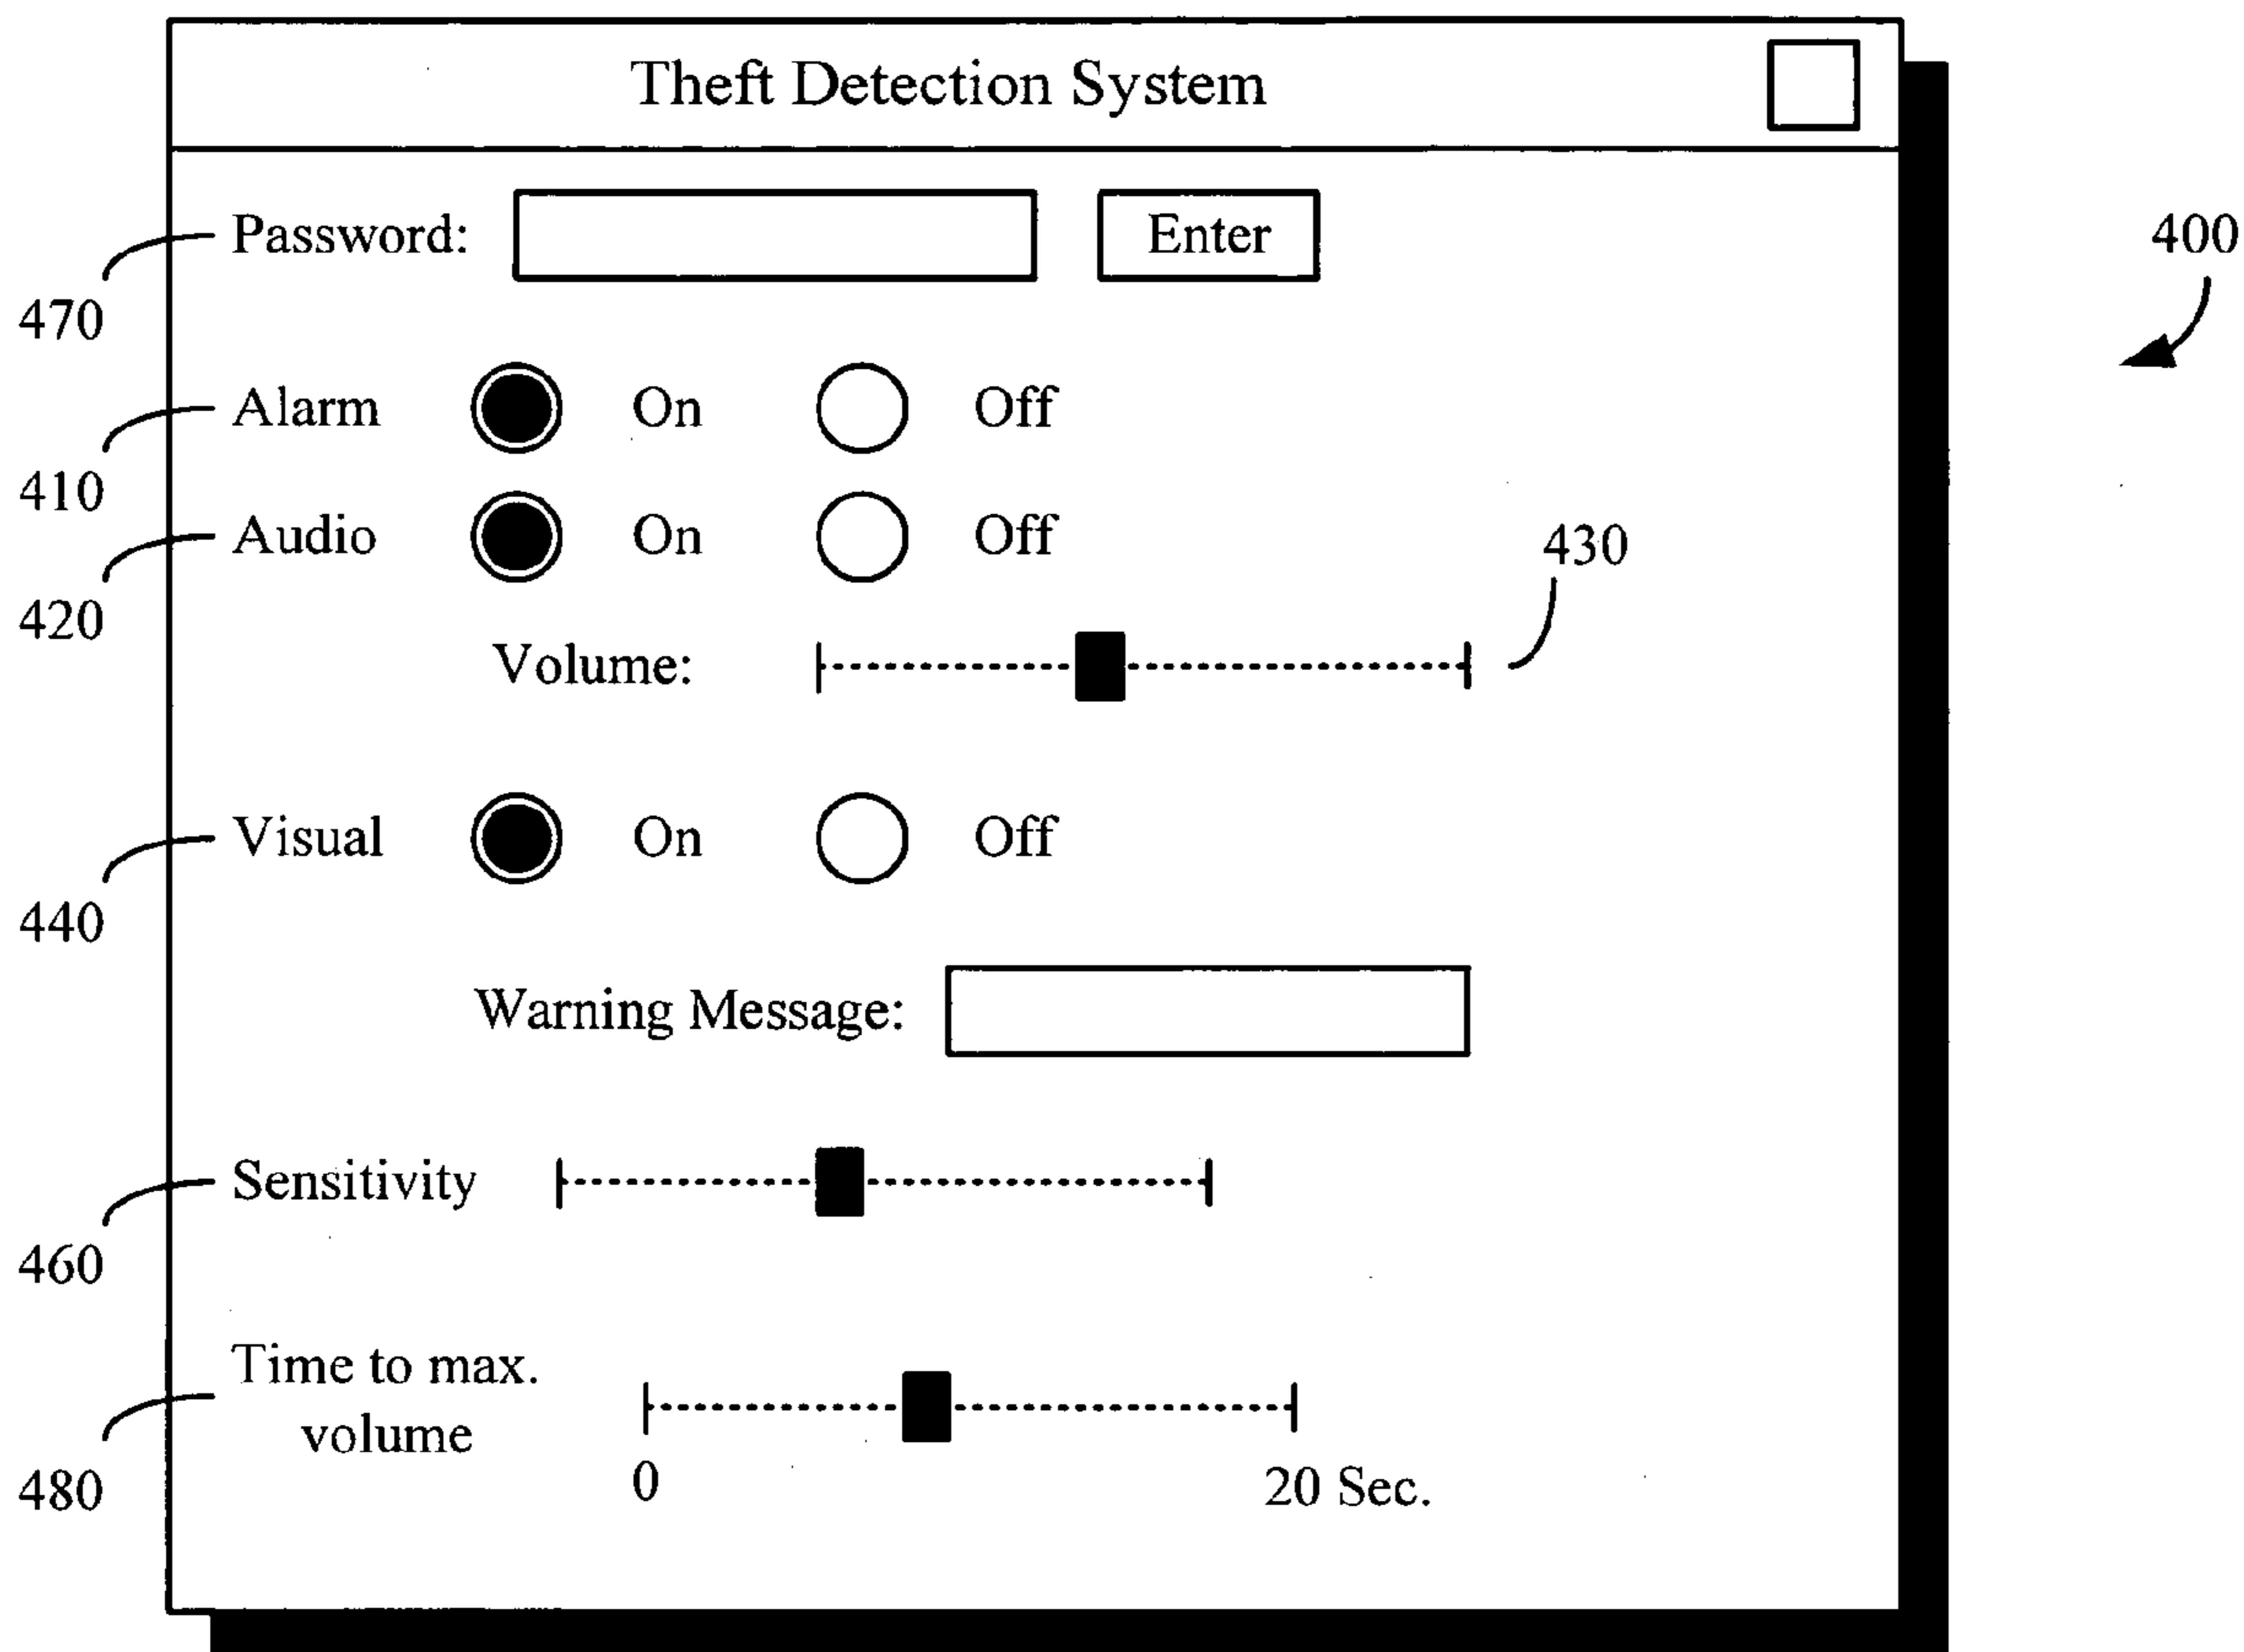 Theft Detection System
Password: Enter
400
470
Alarm On Off
410
Audio On Off
430
420
Volume:
Visual On Off
440
Warning Message:
Sensitivity
460
Time to max.
volume
480
0 20 Sec.